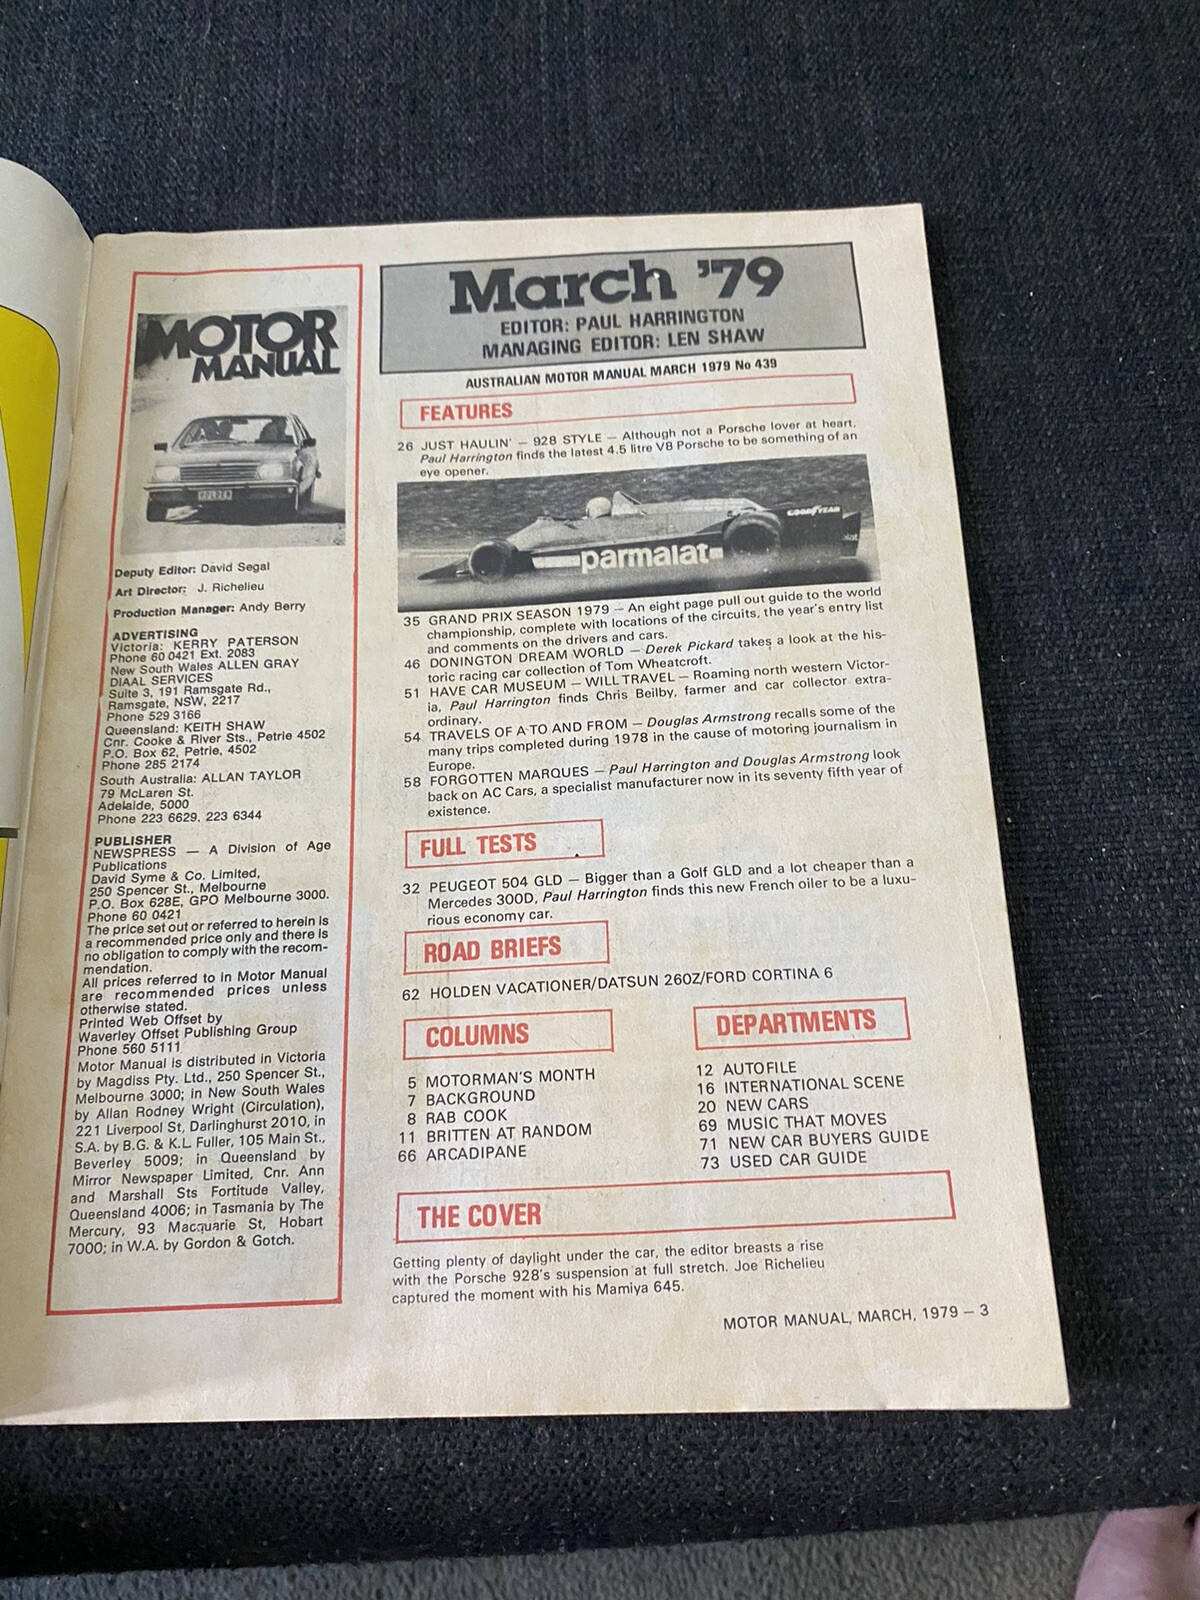 MOTOR
MANUAL
HOLDEN
Deputy Editor: David Segal
Art Director: J. Richelieu
Production Manager: Andy Berry
ADVERTISING
Victoria: KERRY PATERSON
Phone 60 0421 Ext. 2083
New South Wales ALLEN GRAY
DIAAL SERVICES
Suite 3, 191 Ramsgate Rd.,
Ramsgate, NSW, 2217
Phone 529 3166
Queensland: KEITH SHAW
Cnr. Cooke & River Sts., Petrie 4502
P.O. Box 62, Petrie, 4502
Phone 285 2174
South Australia: ALLAN TAYLOR
79 McLaren St.
Adelaide, 5000
Phone 223 6629, 223 6344
PUBLISHER
NEWSPRESS — A Division of Age
Publications
David Syme & Co. Limited,
250 Spencer St., Melbourne
P.O. Box 628E, GPO Melbourne 3000.
Phone 60 0421
The price set out or referred to herein is
a recommended price only and there is
no obligation to comply with the recom-
mendation.
All prices referred to in Motor Manual
are recommended prices unless
otherwise stated.
Printed Web Offset by
Waverley Offset Publishing Group
Phone 560 5111
Motor Manual is distributed in Victoria
by Magdiss Pty. Ltd., 250 Spencer St.,
Melbourne 3000; in New South Wales
by Allan Rodney Wright (Circulation),
221 Liverpool St, Darlinghurst 2010, in
S.A. by B.G. & K.L. Fuller, 105 Main St.,
Beverley 5009; in Queensland by
Mirror Newspaper Limited, Cnr. Ann
and Marshall Sts Fortitude Valley,
Queensland 4006; in Tasmania by The
Mercury, 93 Macquarie St, Hobart
7000; in W.A. by Gordon & Gotch.
March '79
EDITOR: PAUL HARRINGTON
MANAGING EDITOR: LEN SHAW
AUSTRALIAN MOTOR MANUAL MARCH 1979 No 439
FEATURES
26 JUST HAULIN' — 928 STYLE — Although not a Porsche lover at heart,
Paul Harrington finds the latest 4.5 litre V8 Porsche to be something of an
eye opener.
GOODYEAR
parmalat
35 GRAND PRIX SEASON 1979 — An eight page pull out guide to the world
championship, complete with locations of the circuits, the year's entry list
and comments on the drivers and cars.
46 DONINGTON DREAM WORLD — Derek Pickard takes a look at the his-
toric racing car collection of Tom Wheatcroft.
51 HAVE CAR MUSEUM — WILL TRAVEL — Roaming north western Victor-
ia, Paul Harrington finds Chris Beilby, farmer and car collector extra-
ordinary.
54 TRAVELS OF A TO AND FROM — Douglas Armstrong recalls some of the
many trips completed during 1978 in the cause of motoring journalism in
Europe.
58 FORGOTTEN MARQUES — Paul Harrington and Douglas Armstrong look
back on AC Cars, a specialist manufacturer now in its seventy fifth year of
existence.
FULL TESTS
32 PEUGEOT 504 GLD — Bigger than a Golf GLD and a lot cheaper than a
Mercedes 300D, Paul Harrington finds this new French oiler to be a luxu-
rious economy car.
ROAD BRIEFS
62 HOLDEN VACATIONER/DATSUN 260Z/FORD CORTINA 6
COLUMNS
5 MOTORMAN'S MONTH
7 BACKGROUND
8 RAB COOK
11 BRITTEN AT RANDOM
66 ARCADIPANE
DEPARTMENTS
12 AUTOFILE
16 INTERNATIONAL SCENE
20 NEW CARS
69 MUSIC THAT MOVES
71 NEW CAR BUYERS GUIDE
73 USED CAR GUIDE
THE COVER
Getting plenty of daylight under the car, the editor breasts a rise
with the Porsche 928's suspension at full stretch. Joe Richelieu
captured the moment with his Mamiya 645.
MOTOR MANUAL, MARCH, 1979 — 3